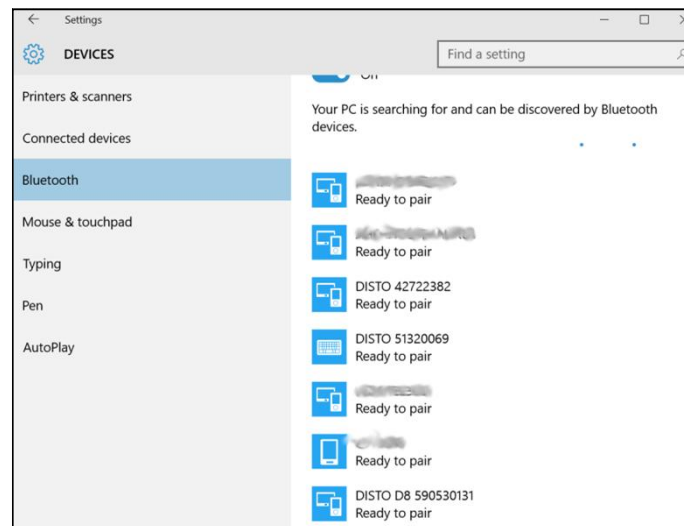 Settings
DEVICES
Find a setting
Printers & scanners
Connected devices
Bluetooth
Mouse & touchpad
Typing
Pen
AutoPlay
On
Your PC is searching for and can be discovered by Bluetooth
devices.
Ready to pair
Ready to pair
DISTO 42722382
Ready to pair
DISTO 51320069
Ready to pair
Ready to pair
Ready to pair
DISTO D8 590530131
Ready to pair